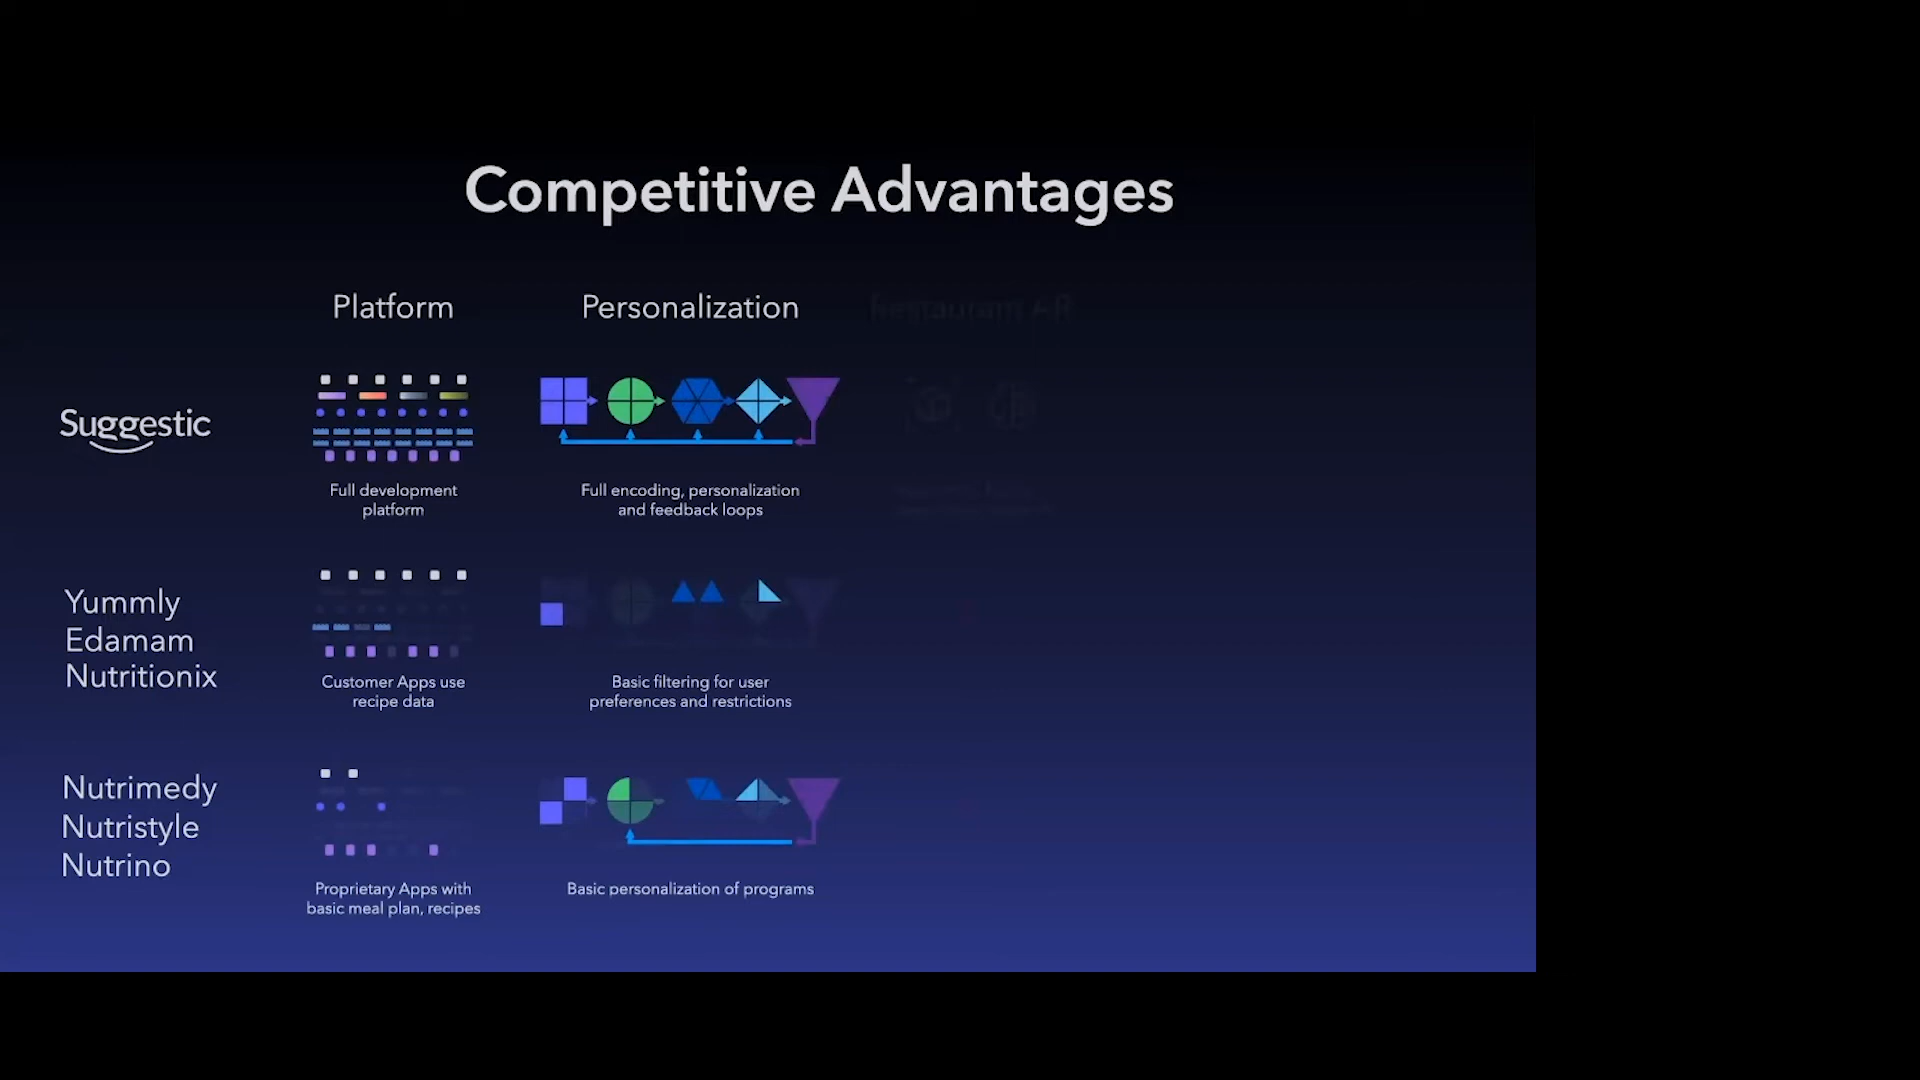 Competitive Advantages
Platform
Personalization
Restaurant AR
Suggestic
Full development
platform
Full encoding, personalization
and feedback loops
Yummly
Edamam
Nutritionix
Customer Apps use
recipe data
Basic filtering for user
preferences and restrictions
Nutrimedy
Nutristyle
Nutrino
Proprietary Apps with
basic meal plan, recipes
Basic personalization of programs